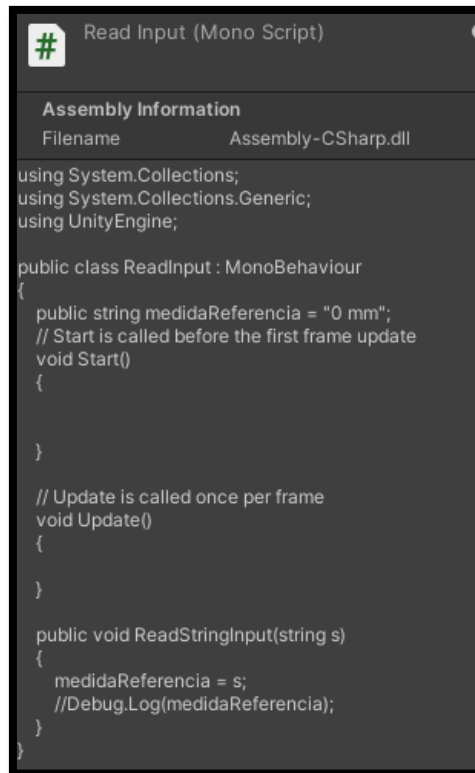 #
Read Input (Mono Script)
Assembly Information
Filename Assembly-CSharp.dll
using System.Collections;
using System.Collections.Generic;
using UnityEngine;
public class ReadInput : MonoBehaviour
{
public string medidaReferencia = "0 mm";
// Start is called before the first frame update
void Start()
{
}
// Update is called once per frame
void Update()
{
}
public void ReadStringInput(string s)
{
medidaReferencia = s;
//Debug.Log(medidaReferencia);
}
}